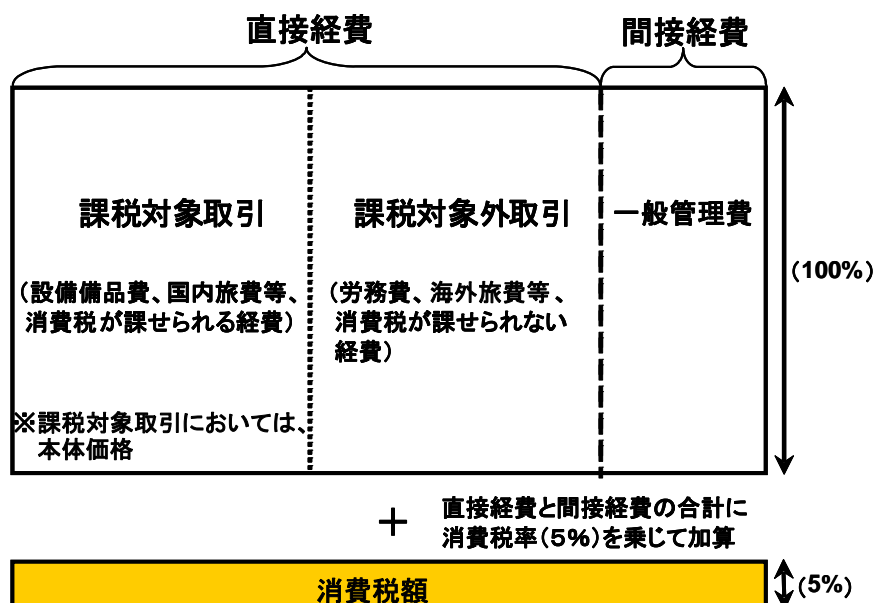 直接経費
間接経費
課税対象取引
課税対象外取引
一般管理費
(100%)
(設備備品費、国内旅費等、
消費税が課せられる経費)
(労務費、海外旅費等、
消費税が課せられない
経費)
※課税対象取引においては、
本体価格
+
直接経費と間接経費の合計に
消費税率(5%)を乗じて加算
消費税額
(5%)